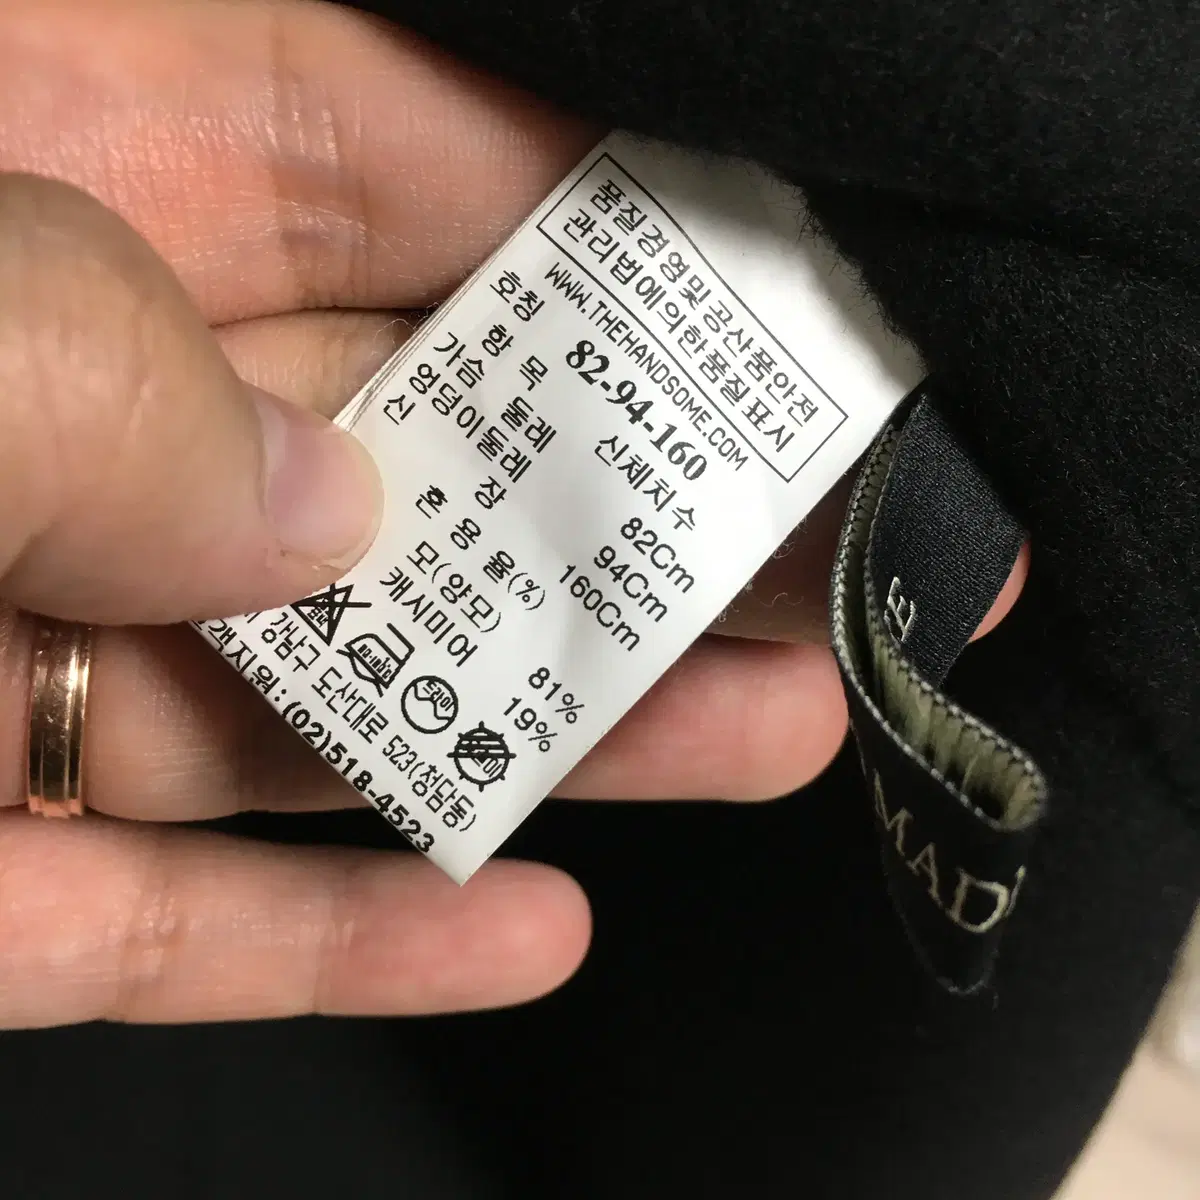 품질경영및공산품안전
관리법에의한품질표시
WWW.THEHANDSOME.COM
호칭 82-94-160
항 목 신체치수
가슴 둘레 82Cm
엉덩이둘레 94Cm
신 장 160Cm
혼 용 율(%)
모(양모) 81%
캐시미어 19%
강남구 도산대로 523(청담동)
객지원:(02)518-4523
E
MAD